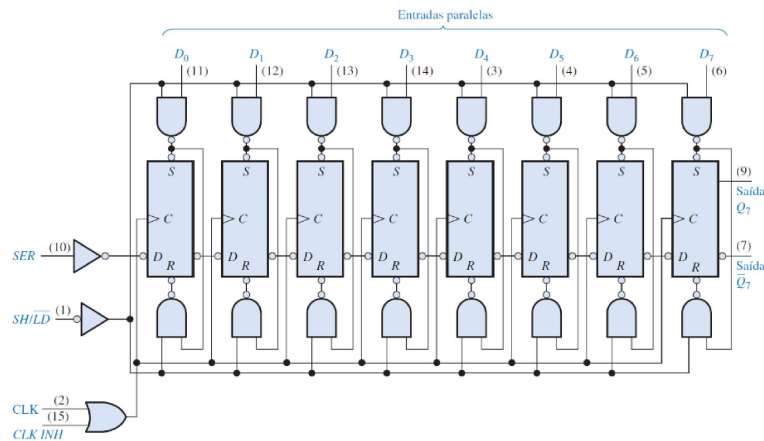 Entradas paralelas
D0 D1 D2 D3 D4 D5 D6 D7
(11) (12) (13) (14) (3) (4) (5) (6)
S S S S S S S S
(9)
Saída
Q7
C C C C C C C C
SER (10)
D D D D D D D D
R R R R R R R R
(7)
Saída
Q̅7
SH/L̅D̅ (1)
CLK (2)
(15)
CLK INH